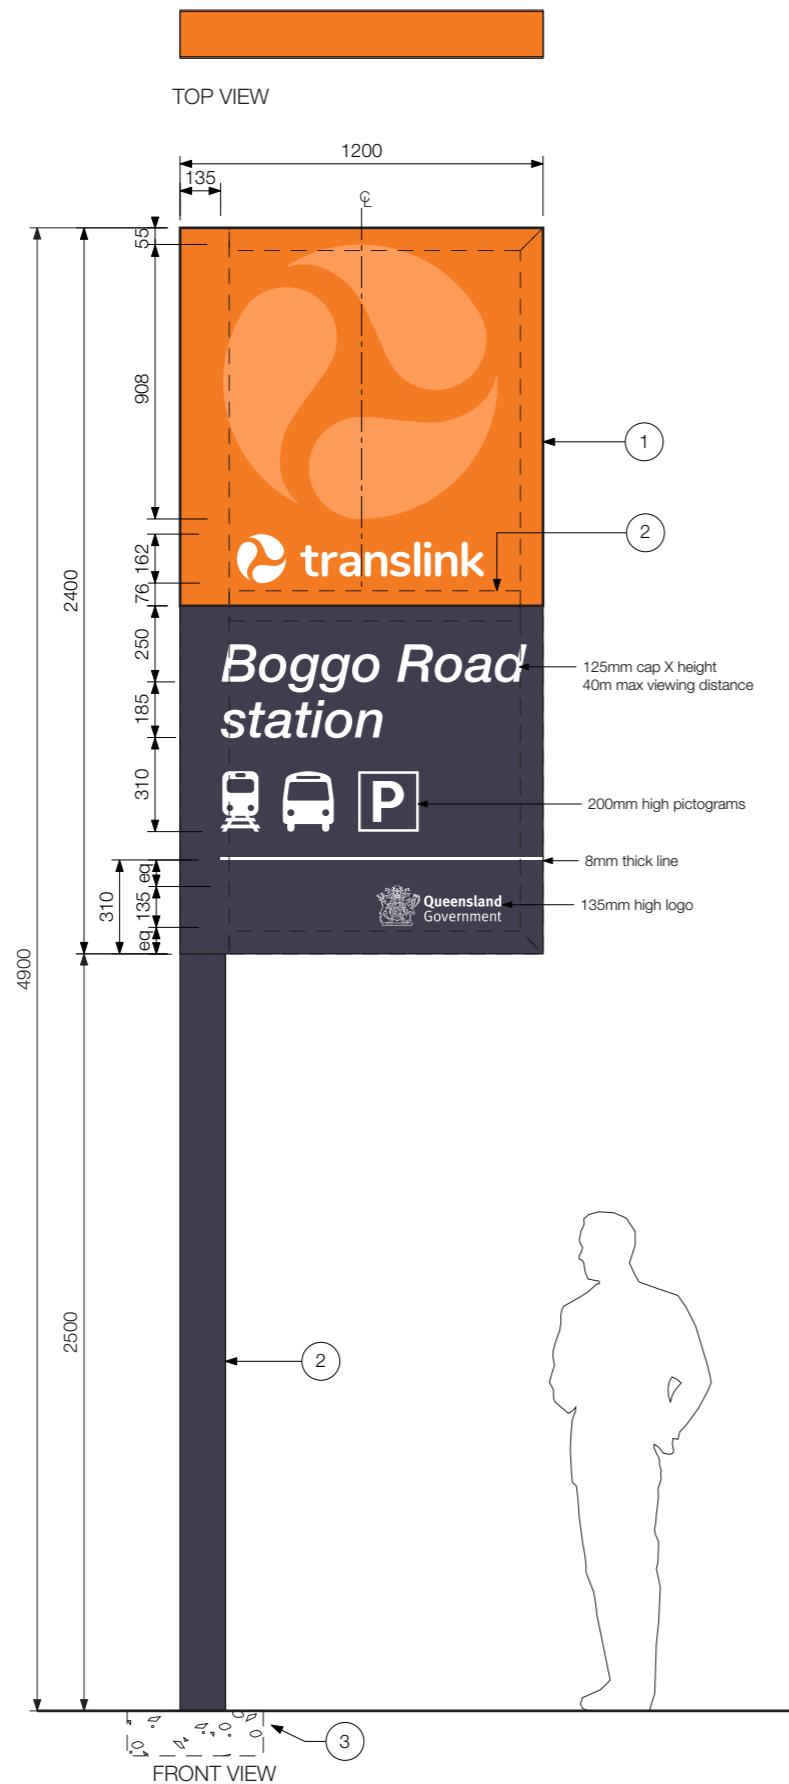 TOP VIEW
1200
135
℄
55
908
1
2
162
translink
76
2400
250
Boggo Road
125mm cap X height
40m max viewing distance
185
station
310
P
200mm high pictograms
8mm thick line
eq
310
135
Queensland
Government
135mm high logo
eq
4900
2500
2
3
FRONT VIEW